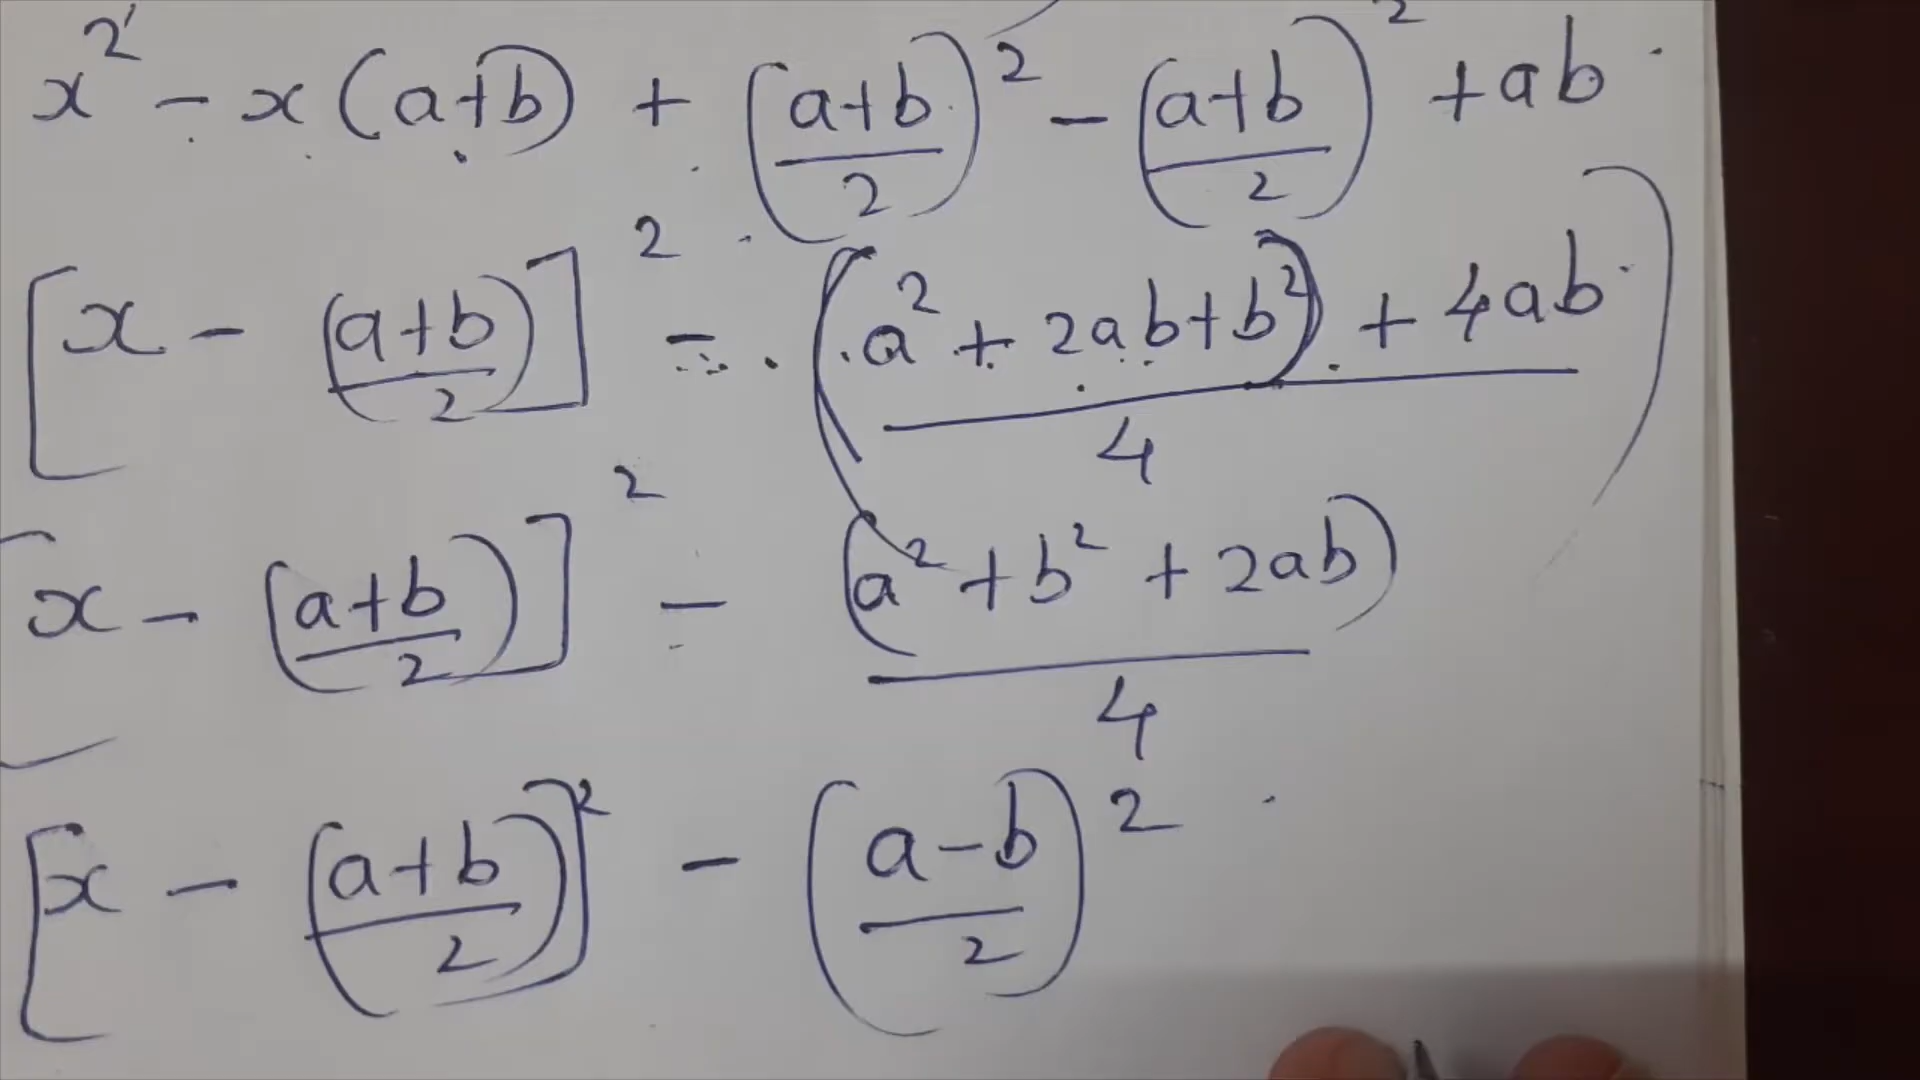 x² - x(a+b) + ((a+b)/2)² - ((a+b)/2)² + ab
[x - ((a+b)/2)]² - ((a² + 2ab + b²) + 4ab)/4
[x - ((a+b)/2)]² - (a² + b² + 2ab)/4
[x - ((a+b)/2)]² - ((a-b)/2)²